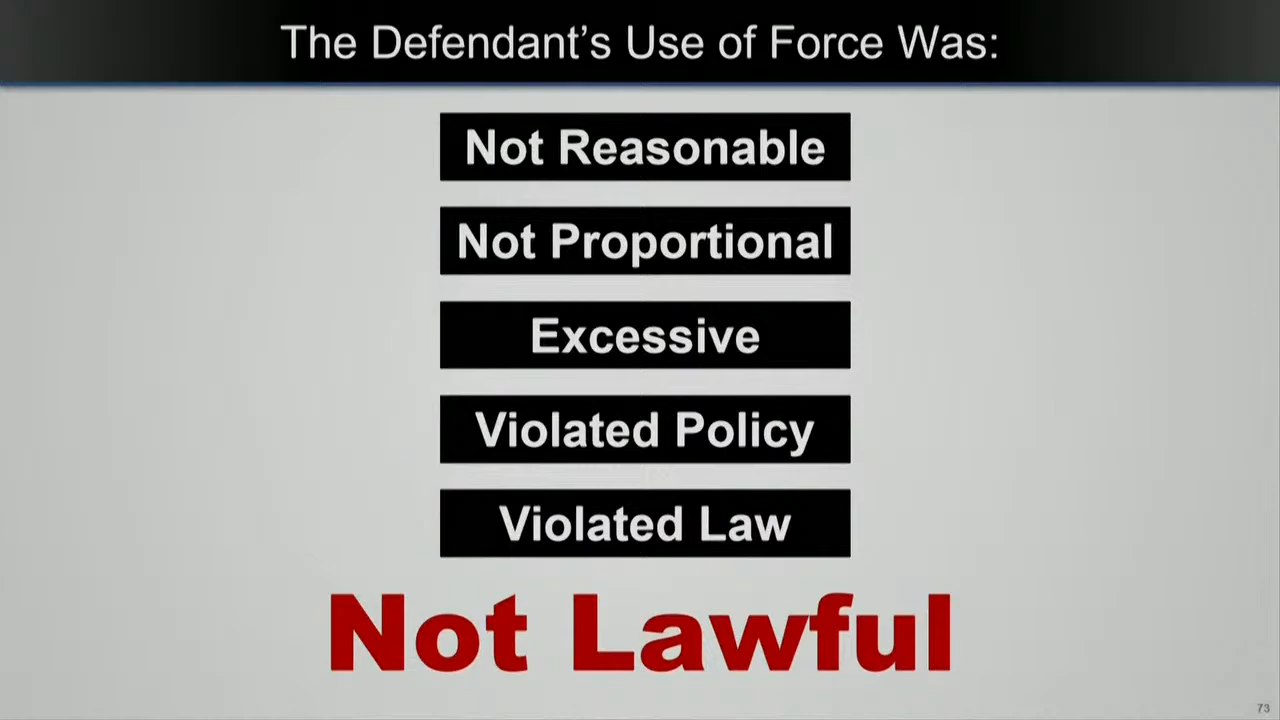 The Defendant’s Use of Force Was:
Not Reasonable
Not Proportional
Excessive
Violated Policy
Violated Law
Not Lawful
73